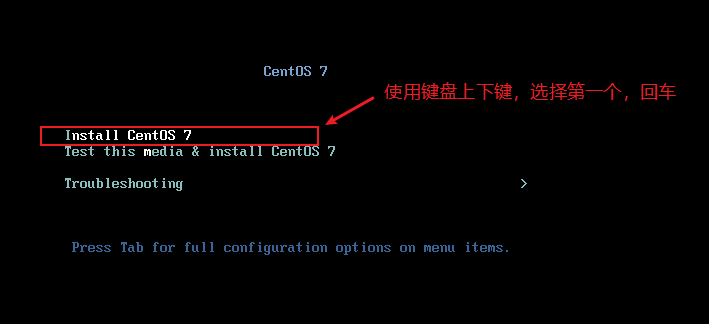 CentOS 7
使用键盘上下键，选择第一个，回车
Install CentOS 7
Test this media & install CentOS 7
Troubleshooting >
Press Tab for full configuration options on menu items.